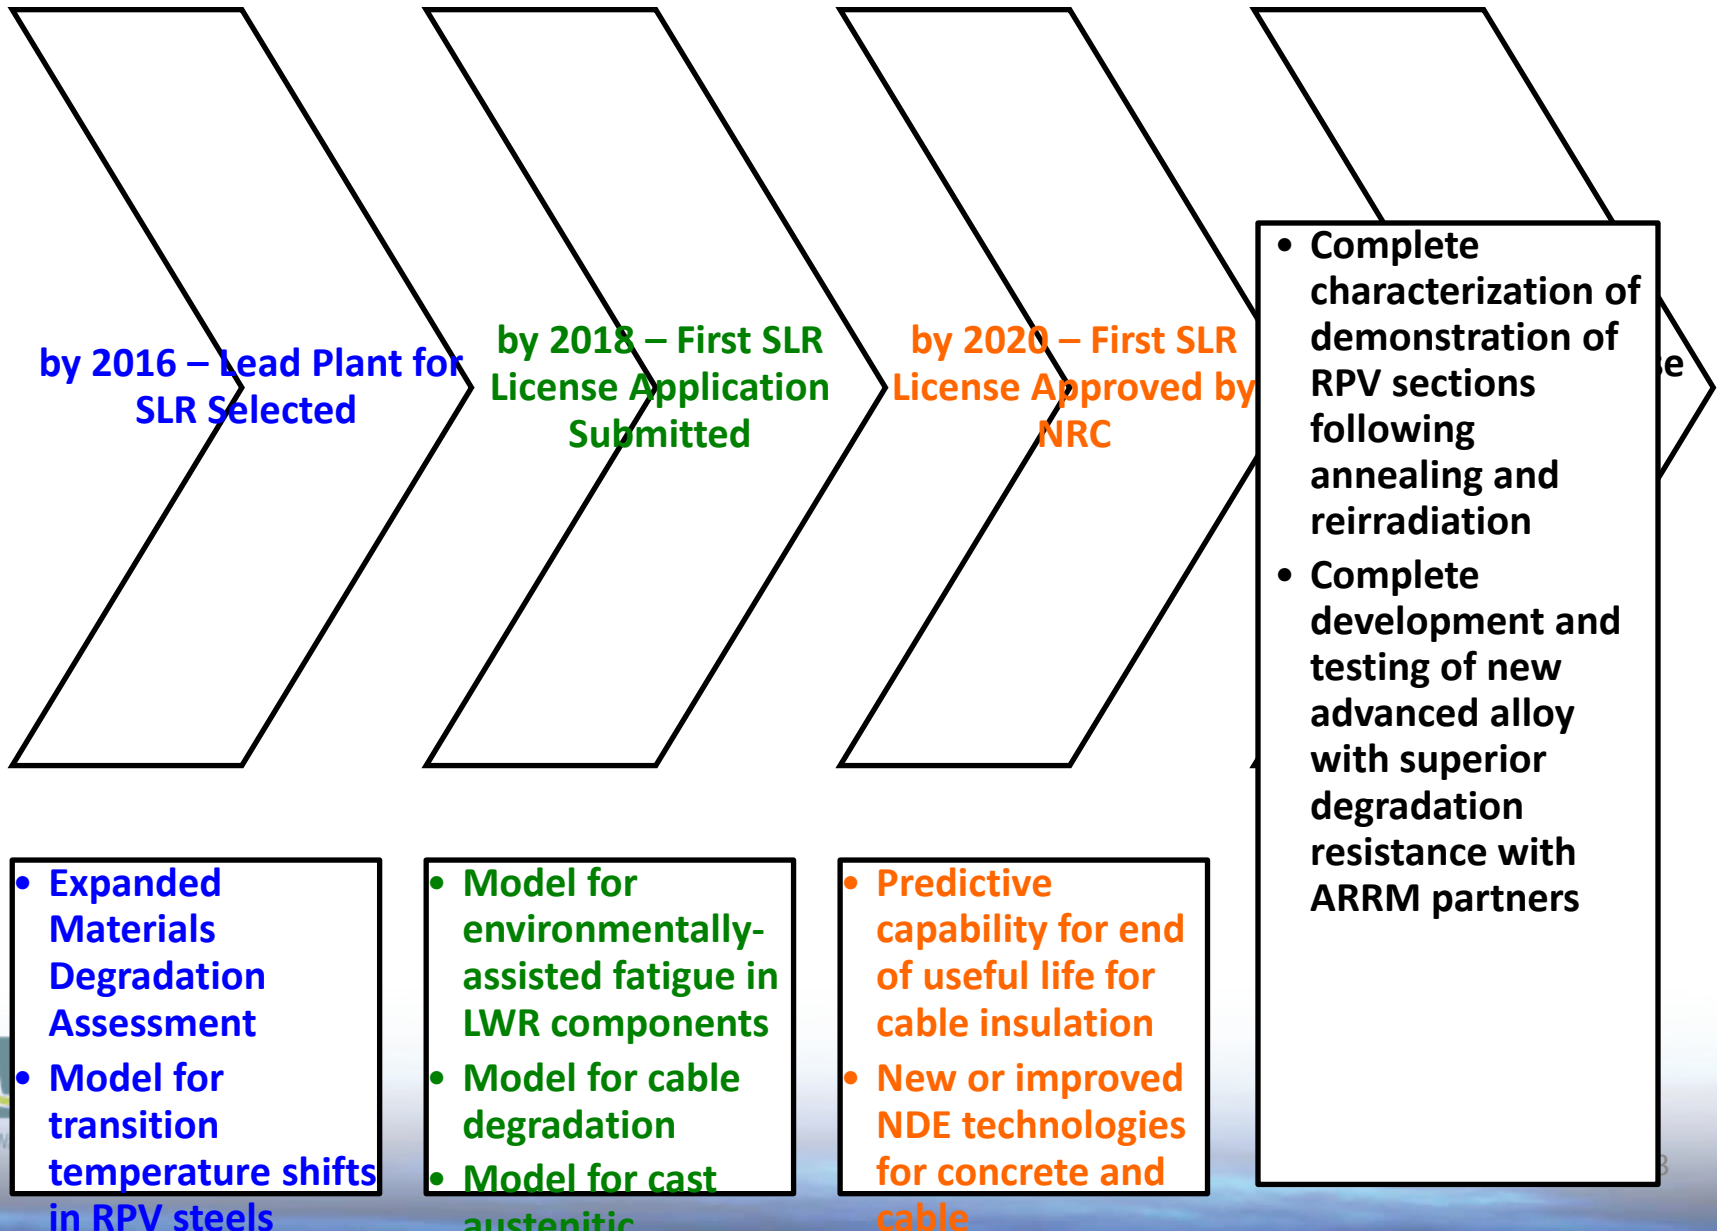 by 2016 – Lead Plant for
SLR Selected
by 2018 – First SLR
License Application
Submitted
by 2020 – First SLR
License Approved by
NRC
• Complete
characterization of
demonstration of
RPV sections
following
annealing and
reirradiation
• Complete
development and
testing of new
advanced alloy
with superior
degradation
resistance with
ARRM partners
• Expanded
Materials
Degradation
Assessment
• Model for
transition
temperature shifts
in RPV steels
• Model for
environmentally-
assisted fatigue in
LWR components
• Model for cable
degradation
• Model for cast
austenitic
• Predictive
capability for end
of useful life for
cable insulation
• New or improved
NDE technologies
for concrete and
cable